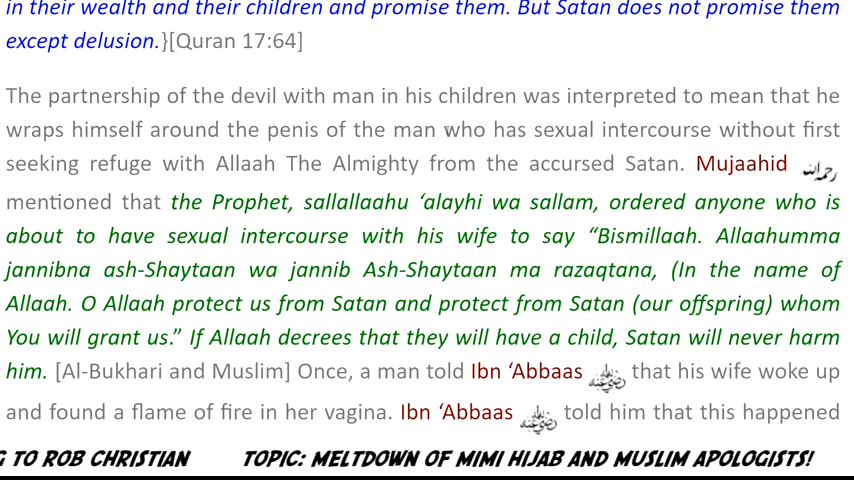 in their wealth and their children and promise them. But Satan does not promise them
except delusion.}[Quran 17:64]
The partnership of the devil with man in his children was interpreted to mean that he
wraps himself around the penis of the man who has sexual intercourse without first
seeking refuge with Allaah The Almighty from the accursed Satan. Mujaahid رحمه الله
mentioned that the Prophet, sallallaahu ‘alayhi wa sallam, ordered anyone who is
about to have sexual intercourse with his wife to say “Bismillaah. Allaahumma
jannibna ash-Shaytaan wa jannib Ash-Shaytaan ma razaqtana, (In the name of
Allaah. O Allaah protect us from Satan and protect from Satan (our offspring) whom
You will grant us.” If Allaah decrees that they will have a child, Satan will never harm
him. [Al-Bukhari and Muslim] Once, a man told Ibn ‘Abbaas رضي الله عنه that his wife woke up
and found a flame of fire in her vagina. Ibn ‘Abbaas رضي الله عنه told him that this happened
G TO ROB CHRISTIAN TOPIC: MELTDOWN OF MIMI HIJAB AND MUSLIM APOLOGISTS!